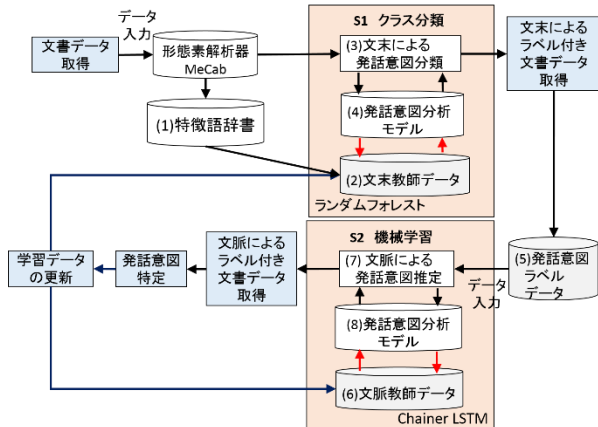 文書データ
取得
データ
入力
形態素解析器
MeCab
(1)特徴語辞書
S1 クラス分類
(3)文末による
発話意図分類
(4)発話意図分析
モデル
(2)文末教師データ
ランダムフォレスト
文末による
ラベル付き
文書データ
取得
(5)発話意図
ラベル
データ
データ
入力
S2 機械学習
(7) 文脈による
発話意図推定
(8)発話意図分析
モデル
(6)文脈教師データ
Chainer LSTM
文脈による
ラベル付き
文書データ
取得
発話意図
特定
学習データ
の更新